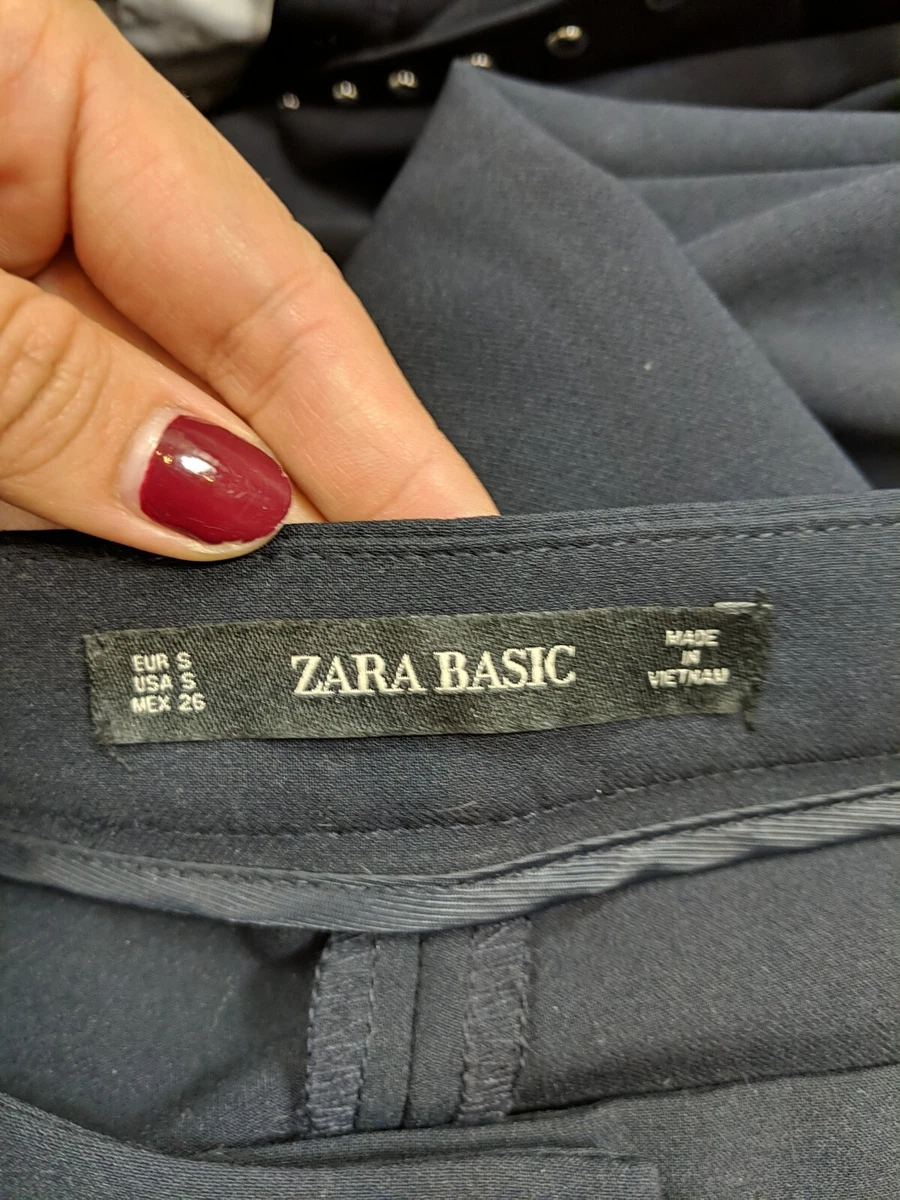 EUR S
USA S
MEX 26
ZARA BASIC
MADE
IN
VIETNAM